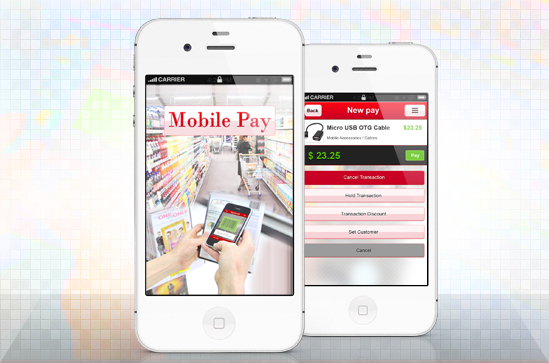 CARRIER
Mobile Pay
CARRIER
Back
New pay
Micro USB OTG Cable
$23.25
Mobile Accessories / Cables
$ 23.25
Pay
Cancel Transaction
Hold Transaction
Transaction Discount
Set Customer
Cancel